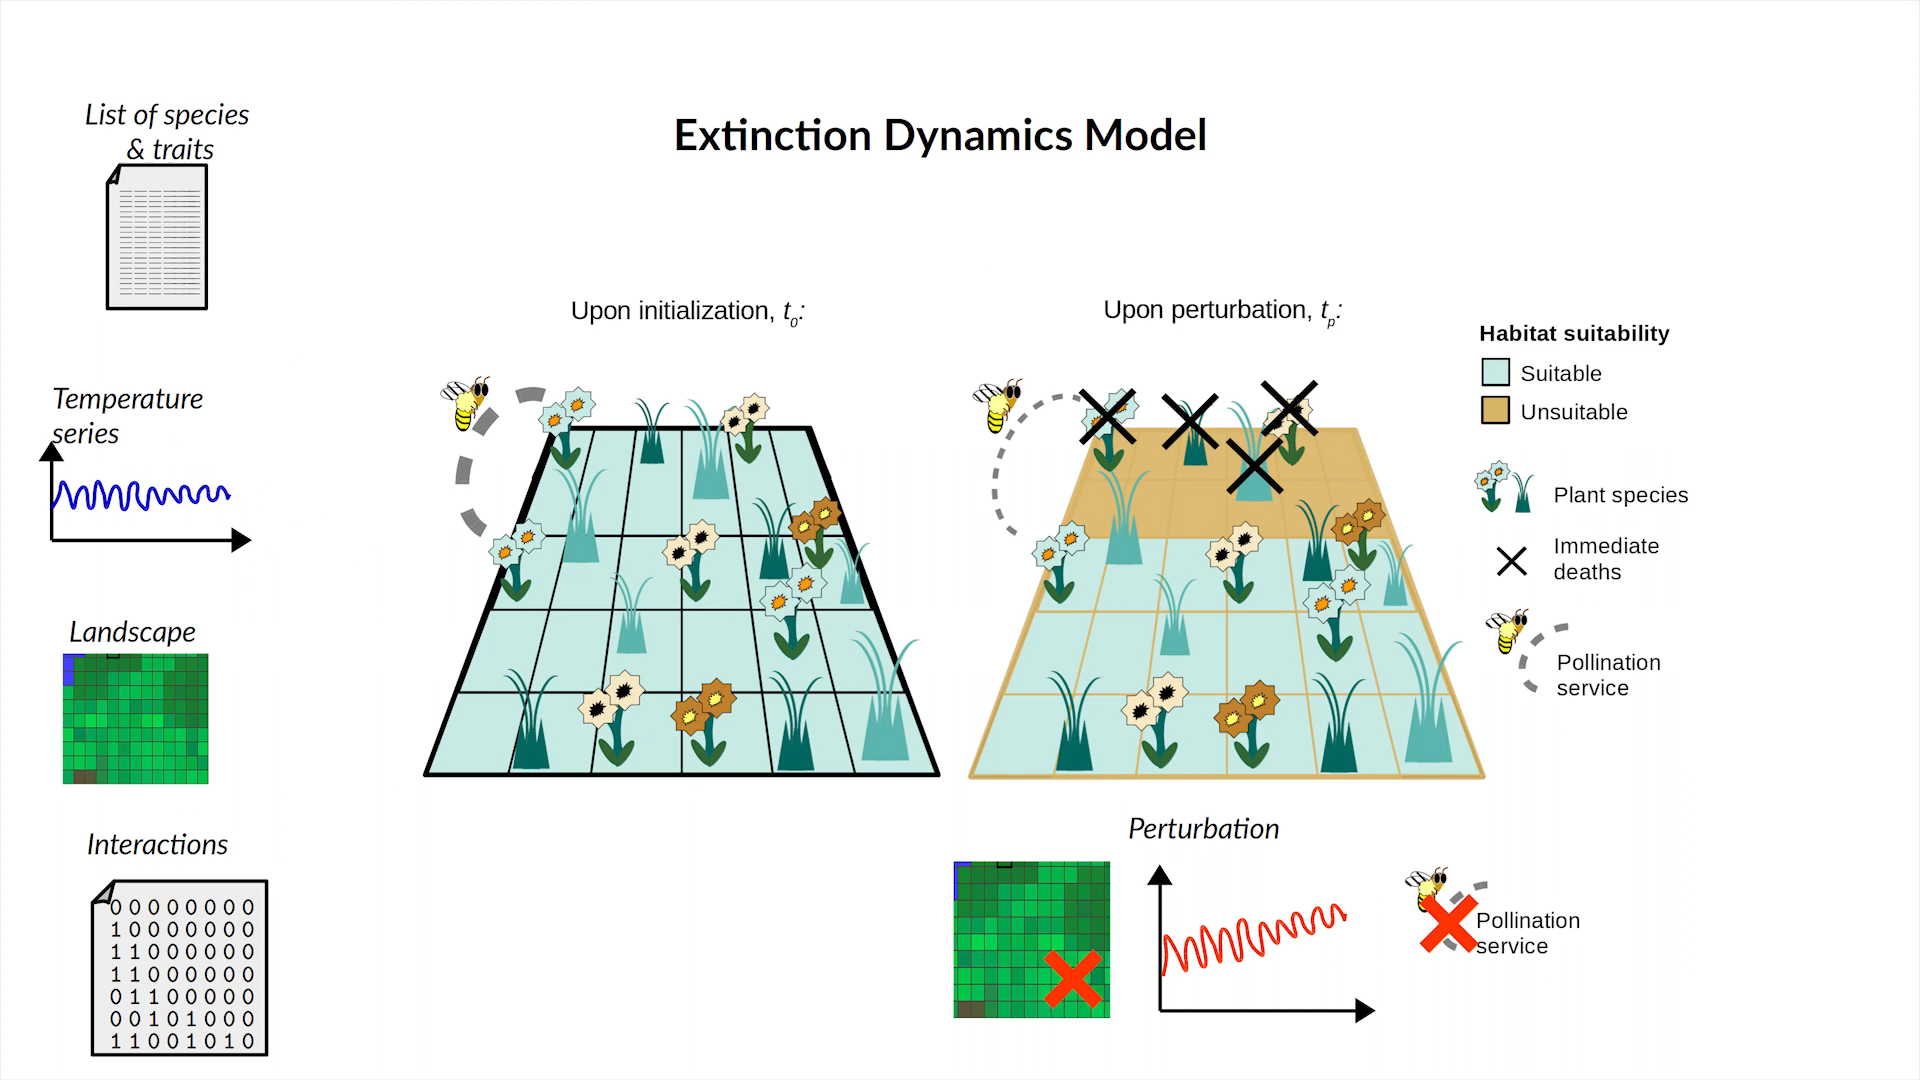 Extinction Dynamics Model
List of species
& traits
Temperature
series
Landscape
Interactions
0 0 0 0 0 0 0 0
1 0 0 0 0 0 0 0
1 1 0 0 0 0 0 0
1 1 0 0 0 0 0 0
0 1 1 0 0 0 0 0
0 0 1 0 1 0 0 0
1 1 0 0 1 0 1 0
Upon initialization, t0:
Upon perturbation, tp:
Habitat suitability
Suitable
Unsuitable
Plant species
Immediate
deaths
Pollination
service
Perturbation
Pollination
service